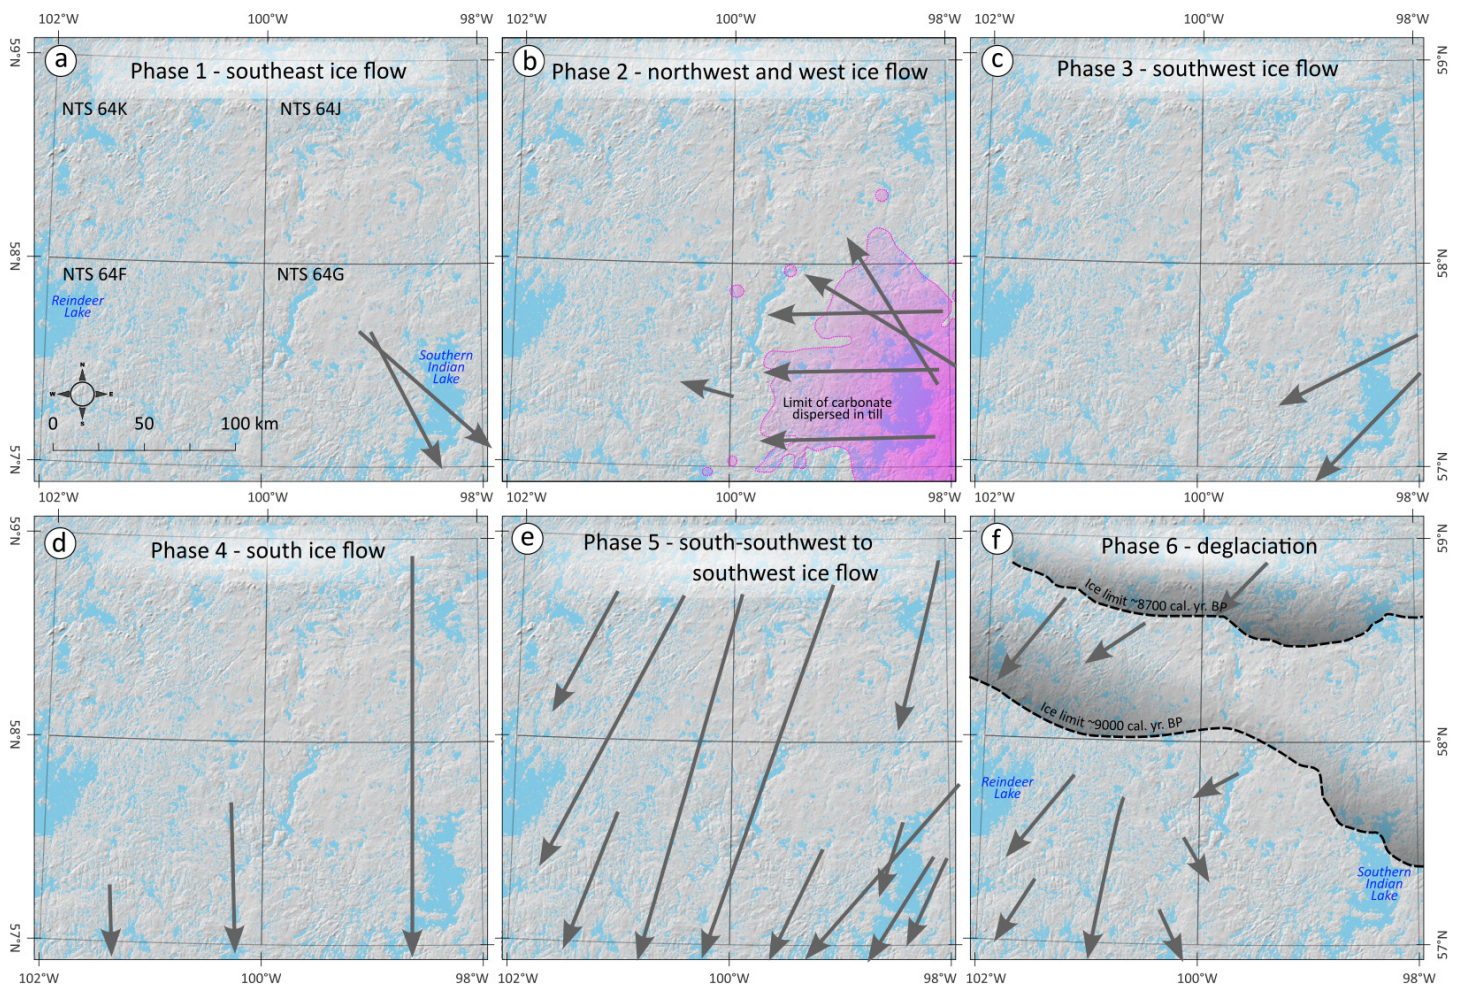 102°W 100°W 98°W 100°W 102°W 100°W 98°W
59°N
58°N
57°N
a
Phase 1 - southeast ice flow
NTS 64K
NTS 64J
NTS 64F
NTS 64G
Reindeer
Lake
Southern
Indian
Lake
N
W E
S
0 50 100 km
b
Phase 2 - northwest and west ice flow
Limit of carbonate
dispersed in till
c
Phase 3 - southwest ice flow
59°N
58°N
57°N
102°W 100°W 98°W 102°W 100°W 98°W 102°W 100°W 98°W
59°N
58°N
57°N
d
Phase 4 - south ice flow
e
Phase 5 - south-southwest to
southwest ice flow
f
Phase 6 - deglaciation
Ice limit ~8700 cal. yr. BP
Ice limit ~9000 cal. yr. BP
Reindeer
Lake
Southern
Indian
Lake
59°N
58°N
57°N
102°W 100°W 98°W 102°W 100°W 98°W 102°W 100°W 98°W